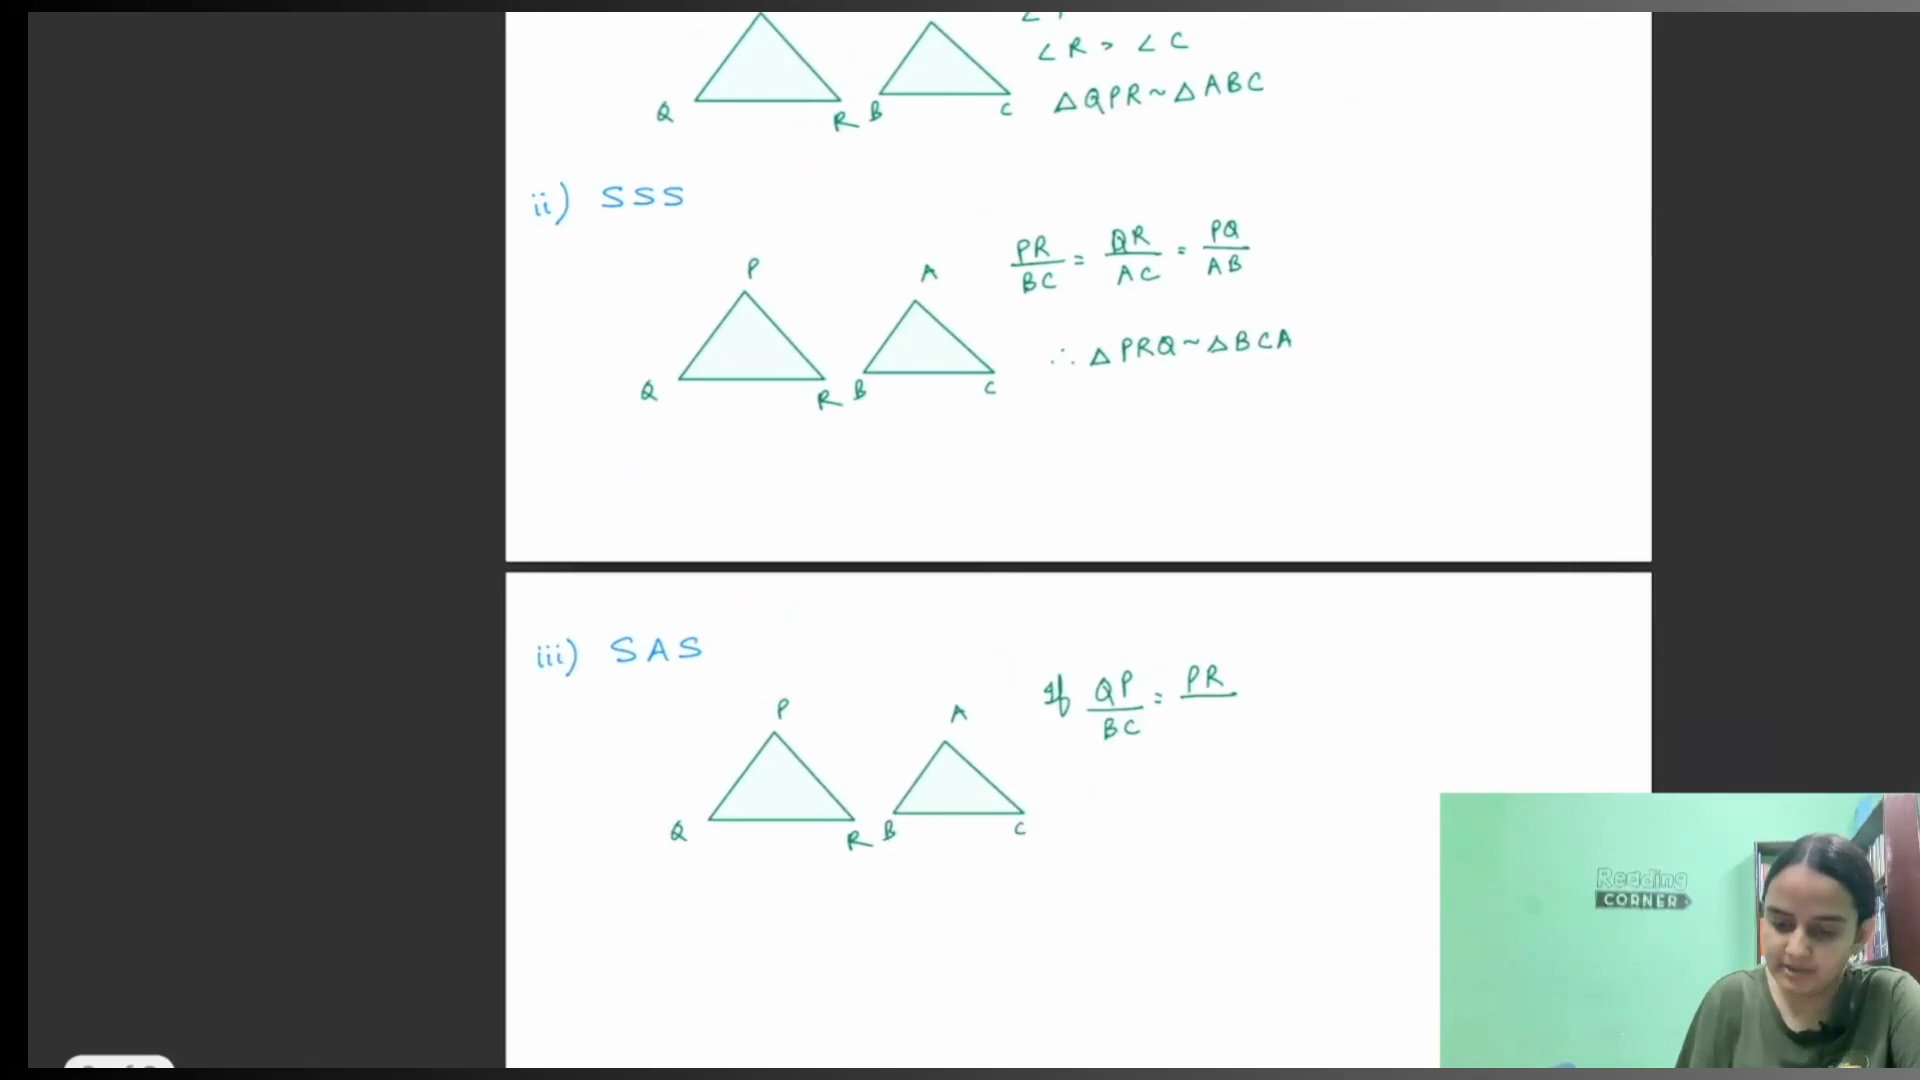 ∠R = ∠C
Q R B C △QPR ~ △ABC
ii) SSS
PR/BC = QR/AC = PQ/AB
P A
∴ △PRQ ~ △BCA
Q R B C
iii) SAS
If QP/BC = PR
P A
Q R B C
Reading
CORNER